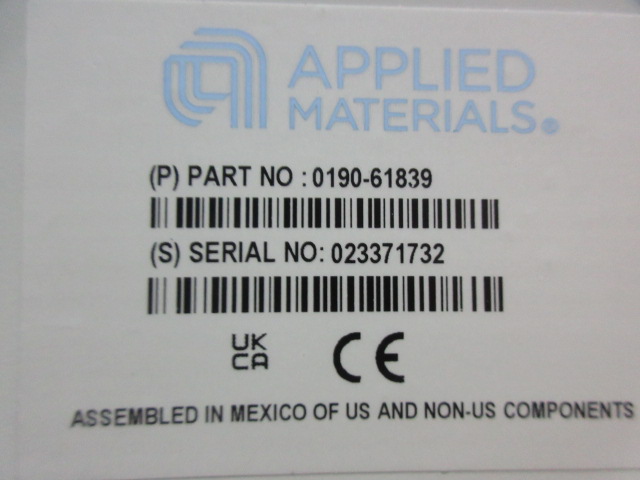 APPLIED
MATERIALS®
(P) PART NO : 0190-61839
(S) SERIAL NO: 023371732
UK
CA
CE
ASSEMBLED IN MEXICO OF US AND NON-US COMPONENTS